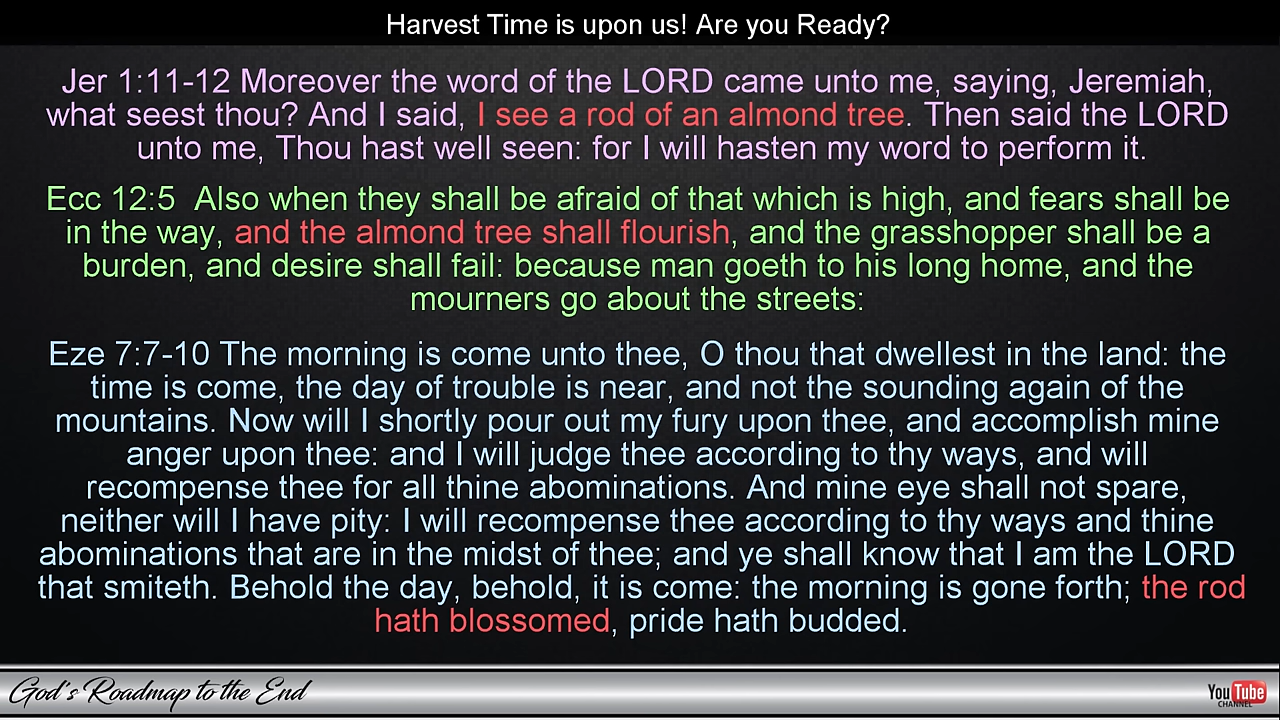 Harvest Time is upon us! Are you Ready?
Jer 1:11-12 Moreover the word of the LORD came unto me, saying, Jeremiah,
what seest thou? And I said, I see a rod of an almond tree. Then said the LORD
unto me, Thou hast well seen: for I will hasten my word to perform it.
Ecc 12:5  Also when they shall be afraid of that which is high, and fears shall be
in the way, and the almond tree shall flourish, and the grasshopper shall be a
burden, and desire shall fail: because man goeth to his long home, and the
mourners go about the streets:
Eze 7:7-10 The morning is come unto thee, O thou that dwellest in the land: the
time is come, the day of trouble is near, and not the sounding again of the
mountains. Now will I shortly pour out my fury upon thee, and accomplish mine
anger upon thee: and I will judge thee according to thy ways, and will
recompense thee for all thine abominations. And mine eye shall not spare,
neither will I have pity: I will recompense thee according to thy ways and thine
abominations that are in the midst of thee; and ye shall know that I am the LORD
that smiteth. Behold the day, behold, it is come: the morning is gone forth; the rod
hath blossomed, pride hath budded.
God's Roadmap to the End
YouTube
CHANNEL